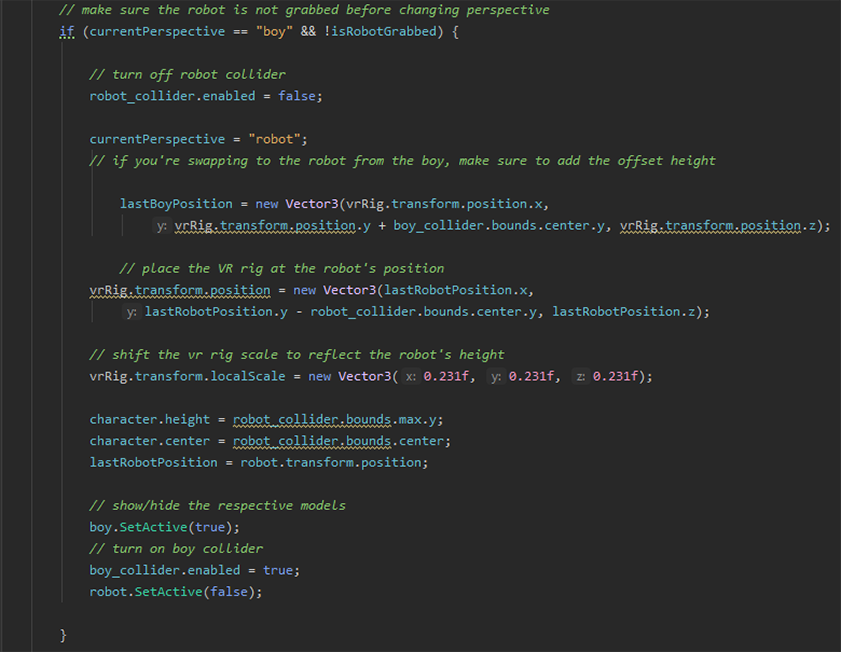 // make sure the robot is not grabbed before changing perspective
if (currentPerspective == "boy" && !isRobotGrabbed) {
// turn off robot collider
robot_collider.enabled = false;
currentPerspective = "robot";
// if you're swapping to the robot from the boy, make sure to add the offset height
lastBoyPosition = new Vector3(vrRig.transform.position.x,
y: vrRig.transform.position.y + boy_collider.bounds.center.y, vrRig.transform.position.z);
// place the VR rig at the robot's position
vrRig.transform.position = new Vector3(lastRobotPosition.x,
y: lastRobotPosition.y - robot_collider.bounds.center.y, lastRobotPosition.z);
// shift the vr rig scale to reflect the robot's height
vrRig.transform.localScale = new Vector3( x: 0.231f, y: 0.231f, z: 0.231f);
character.height = robot_collider.bounds.max.y;
character.center = robot_collider.bounds.center;
lastRobotPosition = robot.transform.position;
// show/hide the respective models
boy.SetActive(true);
// turn on boy collider
boy_collider.enabled = true;
robot.SetActive(false);
}